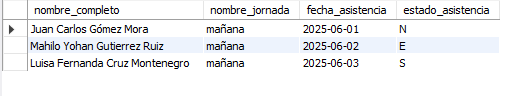 nombre_completo nombre_jornada fecha_asistencia estado_asistencia
Juan Carlos Gómez Mora mañana 2025-06-01 N
Mahilo Yohan Gutierrez Ruiz mañana 2025-06-02 E
Luisa Fernanda Cruz Montenegro mañana 2025-06-03 S